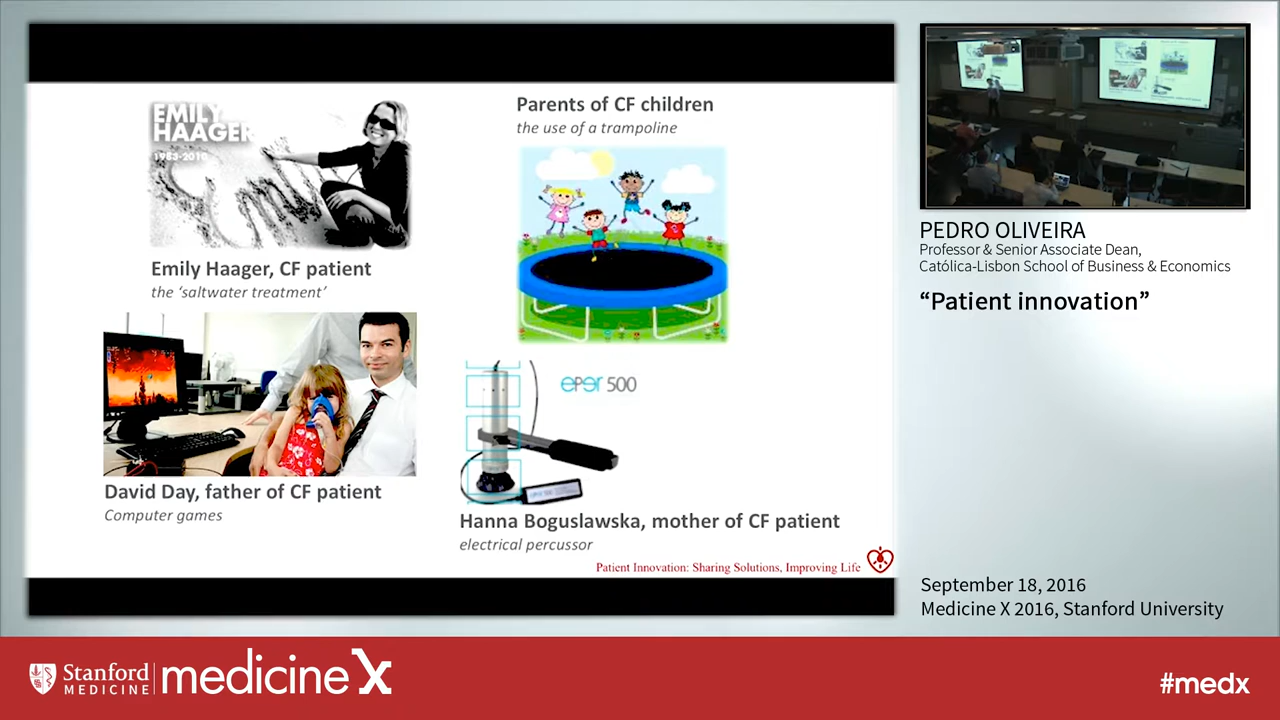 EMILY
HAAGER
1983-2010
Emily Haager, CF patient
the ‘saltwater treatment’
Parents of CF children
the use of a trampoline
David Day, father of CF patient
Computer games
eper 500
Hanna Boguslawska, mother of CF patient
electrical percussor
Patient Innovation: Sharing Solutions, Improving Life
PEDRO OLIVEIRA
Professor & Senior Associate Dean,
Católica-Lisbon School of Business & Economics
“Patient innovation”
September 18, 2016
Medicine X 2016, Stanford University
Stanford
MEDICINE
medicineX
#medx